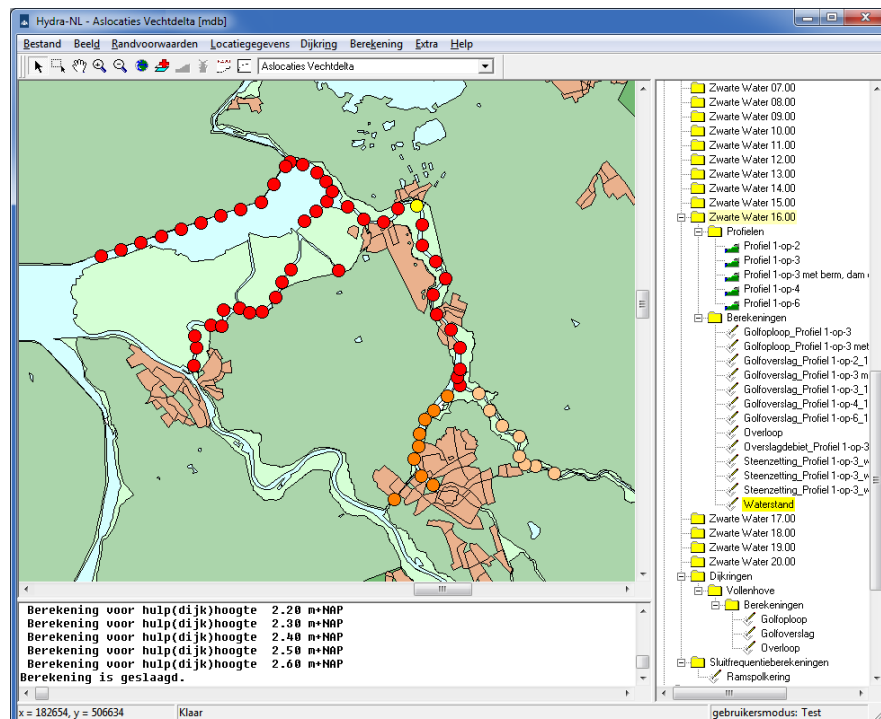 Hydra-NL - Aslocaties Vechtdelta [mdb]
Bestand Beeld Randvoorwaarden Locatiegegevens Dijkring Berekening Extra Help
Aslocaties Vechtdelta
Zwarte Water 07.00
Zwarte Water 08.00
Zwarte Water 09.00
Zwarte Water 10.00
Zwarte Water 11.00
Zwarte Water 12.00
Zwarte Water 13.00
Zwarte Water 14.00
Zwarte Water 15.00
Zwarte Water 16.00
Profielen
Profiel 1-op-2
Profiel 1-op-3
Profiel 1-op-3 met berm, dam
Profiel 1-op-4
Profiel 1-op-6
Berekeningen
Golfoploop_Profiel 1-op-3
Golfoploop_Profiel 1-op-3 met
Golfoverslag_Profiel 1-op-2_1
Golfoverslag_Profiel 1-op-3 m
Golfoverslag_Profiel 1-op-3_1
Golfoverslag_Profiel 1-op-4_1
Golfoverslag_Profiel 1-op-6_1
Overloop
Overslagdebiet_Profiel 1-op-3
Steenzetting_Profiel 1-op-3_w
Steenzetting_Profiel 1-op-3_w
Steenzetting_Profiel 1-op-3_w
Waterstand
Zwarte Water 17.00
Zwarte Water 18.00
Zwarte Water 19.00
Zwarte Water 20.00
Dijkringen
Vollenhove
Berekeningen
Golfoploop
Golfoverslag
Overloop
Sluitfrequentieberekeningen
Ramspolkering
Berekening voor hulp(dijk)hoogte 2.20 m+NAP
Berekening voor hulp(dijk)hoogte 2.30 m+NAP
Berekening voor hulp(dijk)hoogte 2.40 m+NAP
Berekening voor hulp(dijk)hoogte 2.50 m+NAP
Berekening voor hulp(dijk)hoogte 2.60 m+NAP
Berekening is geslaagd.
x = 182654, y = 506634 Klaar gebruikersmodus: Test